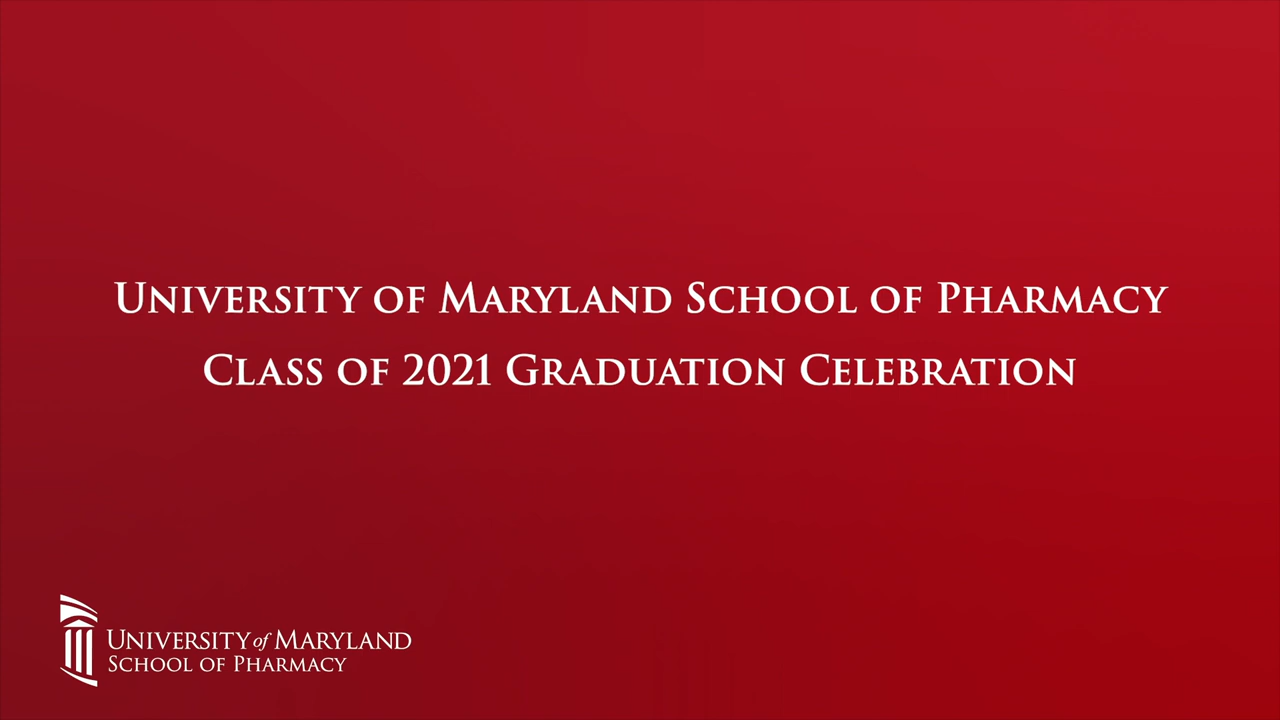 University of Maryland School of Pharmacy
Class of 2021 Graduation Celebration
University of Maryland
School of Pharmacy